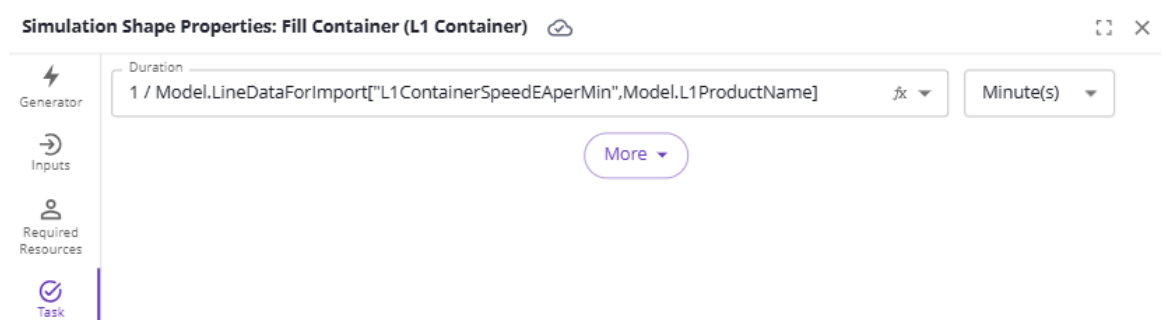 Simulation Shape Properties: Fill Container (L1 Container)
Generator
Duration
1 / Model.LineDataForImport["L1ContainerSpeedEAperMin",Model.L1ProductName]
fx
Minute(s)
More
Inputs
Required
Resources
Task